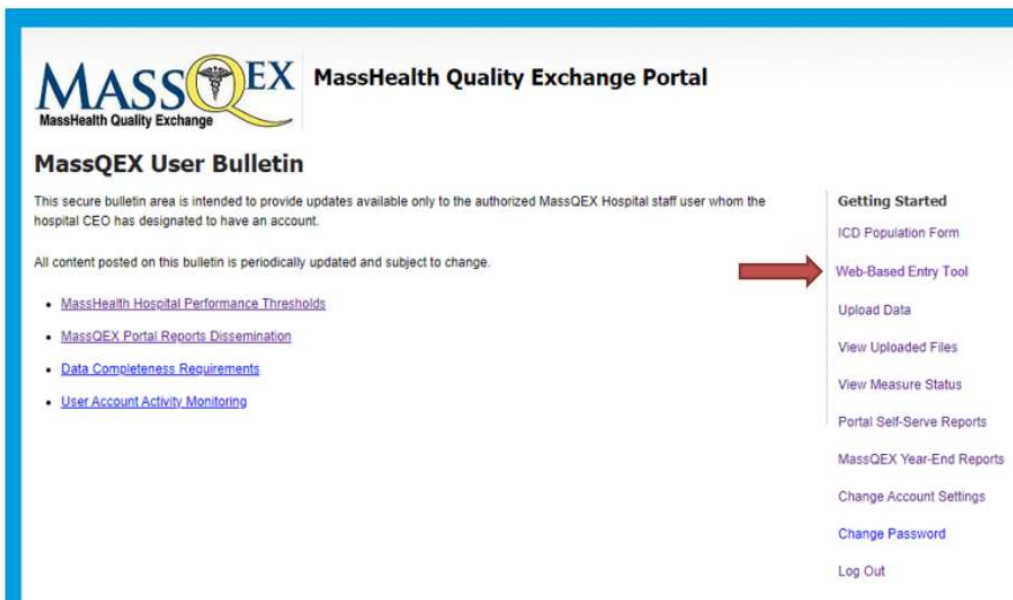 MASSQEX
MassHealth Quality Exchange
MassHealth Quality Exchange Portal
MassQEX User Bulletin
This secure bulletin area is intended to provide updates available only to the authorized MassQEX Hospital staff user whom the
hospital CEO has designated to have an account.
All content posted on this bulletin is periodically updated and subject to change.
• MassHealth Hospital Performance Thresholds
• MassQEX Portal Reports Dissemination
• Data Completeness Requirements
• User Account Activity Monitoring
Getting Started
ICD Population Form
Web-Based Entry Tool
Upload Data
View Uploaded Files
View Measure Status
Portal Self-Serve Reports
MassQEX Year-End Reports
Change Account Settings
Change Password
Log Out